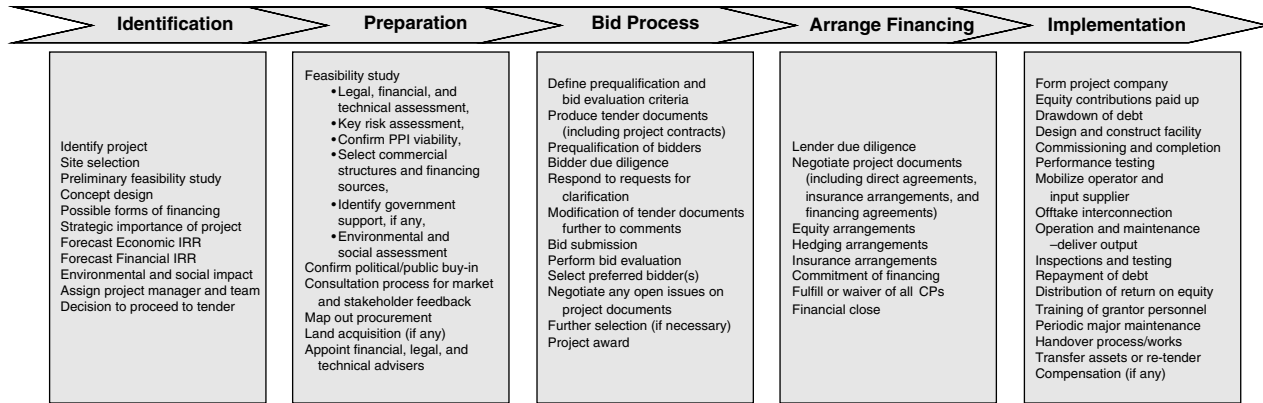 Identification
Preparation
Bid Process
Arrange Financing
Implementation
Identify project
Site selection
Preliminary feasibility study
Concept design
Possible forms of financing
Strategic importance of project
Forecast Economic IRR
Forecast Financial IRR
Environmental and social impact
Assign project manager and team
Decision to proceed to tender
Feasibility study
•Legal, financial, and
technical assessment,
•Key risk assessment,
•Confirm PPI viability,
•Select commercial
structures and financing
sources,
•Identify government
support, if any,
•Environmental and
social assessment
Confirm political/public buy-in
Consultation process for market
and stakeholder feedback
Map out procurement
Land acquisition (if any)
Appoint financial, legal, and
technical advisers
Define prequalification and
bid evaluation criteria
Produce tender documents
(including project contracts)
Prequalification of bidders
Bidder due diligence
Respond to requests for
clarification
Modification of tender documents
further to comments
Bid submission
Perform bid evaluation
Select preferred bidder(s)
Negotiate any open issues on
project documents
Further selection (if necessary)
Project award
Lender due diligence
Negotiate project documents
(including direct agreements,
insurance arrangements, and
financing agreements)
Equity arrangements
Hedging arrangements
Insurance arrangements
Commitment of financing
Fulfill or waiver of all CPs
Financial close
Form project company
Equity contributions paid up
Drawdown of debt
Design and construct facility
Commissioning and completion
Performance testing
Mobilize operator and
input supplier
Offtake interconnection
Operation and maintenance
–deliver output
Inspections and testing
Repayment of debt
Distribution of return on equity
Training of grantor personnel
Periodic major maintenance
Handover process/works
Transfer assets or re-tender
Compensation (if any)